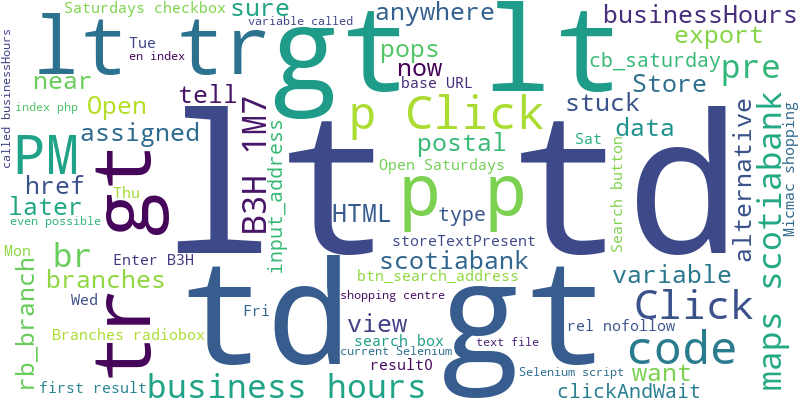 Saturdays checkbox
sure
variable called
anywhere
businessHours
lt
tr
gt
lt
Tue
en index
pops
now
base URL
export
cb_saturday
pre
called businessHours
near
index php
Open
tell
p Click
Store
stuck
data
PM
assigned
B3H 1M7
input_address
postal
Sat
Search button
alternative
maps scotiabank
Micmac shopping
lt
td
href
later
even possible
gt
Thu
Open Saturdays
p p
HTML
type
storeTextPresent
Mon
br
Enter B3H
scotiabank
btn_search_address
variable
rb_branch
branches
Wed
tr
td
Fri
shopping centre
gt
Click
Branches radiobox
view
search box
current Selenium
result0
text file
rel nofollow
code
first result
business hours
Selenium script
want
clickAndWait